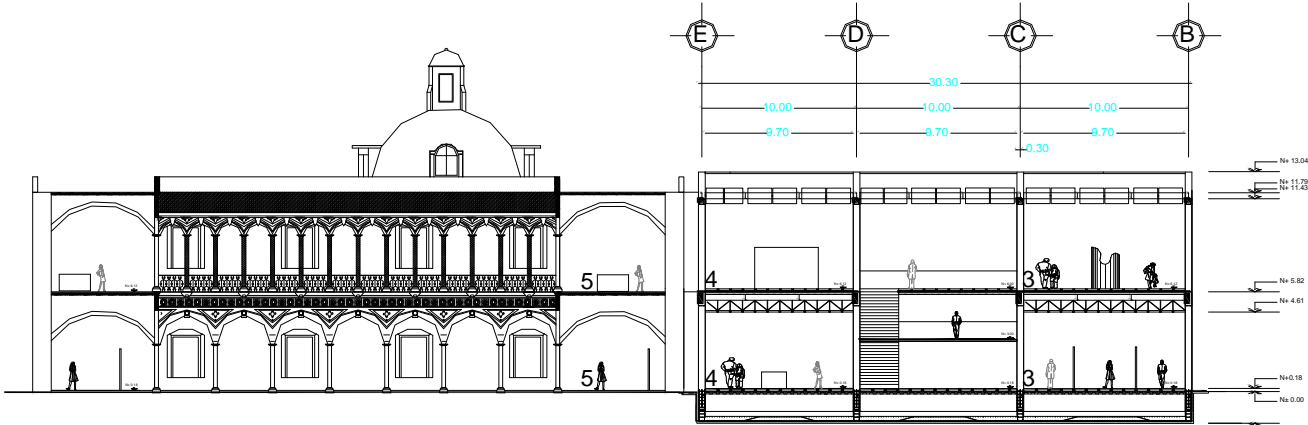 E D C B
30.30
10.00 10.00 10.00
9.70 9.70 9.70
0.30
N+ 13.04
N+ 11.79
N+ 11.43
5 4 3
N+ 5.82
N+ 4.61
5 4 3
N+0.18
N± 0.00